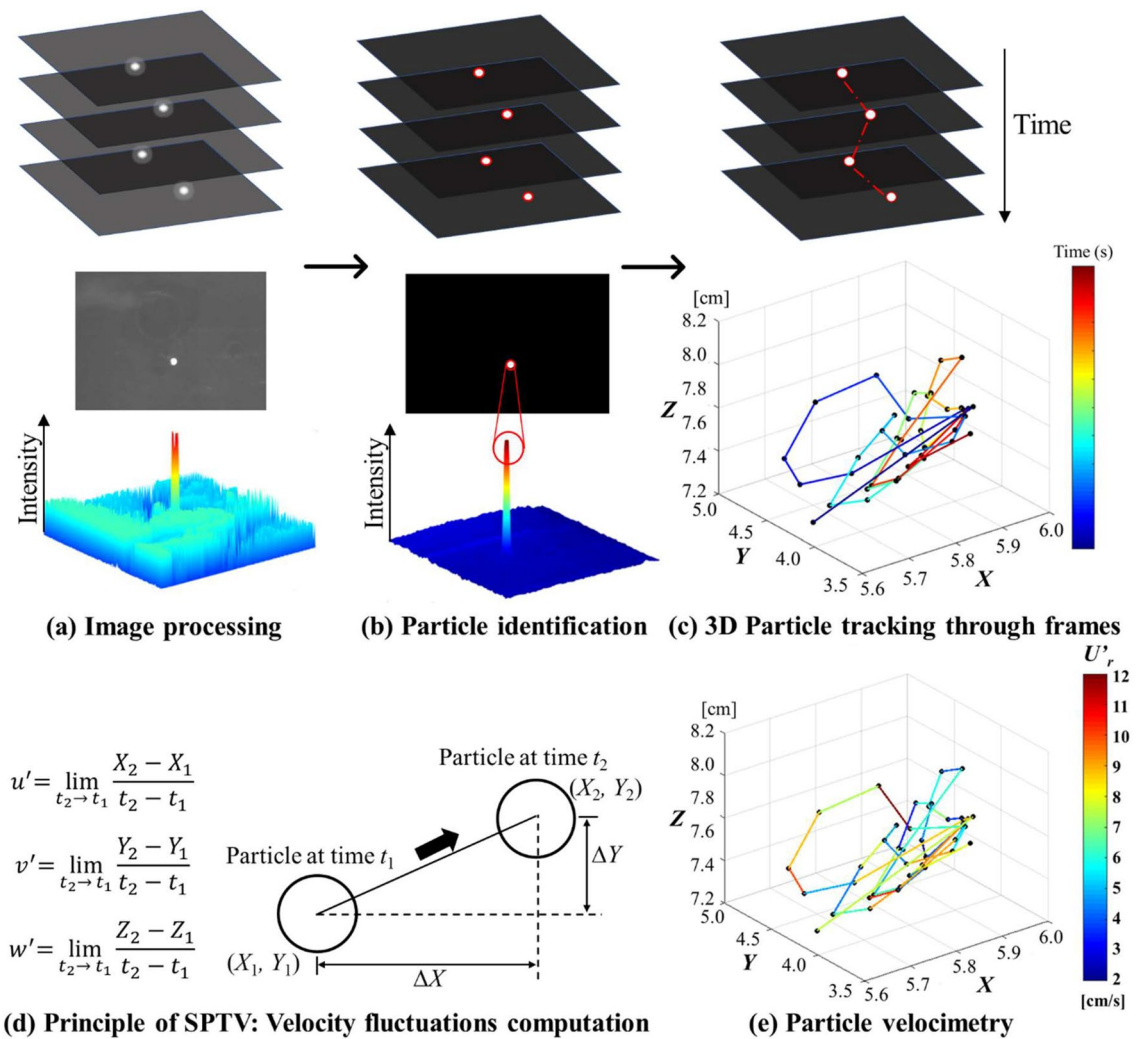 Time
Intensity
Intensity
Time (s)
[cm]
8.2
8.0
7.8
7.6
7.4
7.2
Z
5.0
4.5
4.0
3.5
Y
5.6
5.7
5.8
5.9
6.0
X
(a) Image processing
(b) Particle identification
(c) 3D Particle tracking through frames
u′ = lim t₂→ t₁ X₂ − X₁ / t₂ − t₁
v′ = lim t₂→ t₁ Y₂ − Y₁ / t₂ − t₁
w′ = lim t₂→ t₁ Z₂ − Z₁ / t₂ − t₁
Particle at time t₂
(X₂, Y₂)
Particle at time t₁
(X₁, Y₁)
ΔY
ΔX
U'r
12
11
10
9
8
7
6
5
4
3
2
[cm/s]
[cm]
8.2
8.0
7.8
7.6
7.4
7.2
Z
5.0
4.5
4.0
3.5
Y
5.6
5.7
5.8
5.9
6.0
X
(d) Principle of SPTV: Velocity fluctuations computation
(e) Particle velocimetry